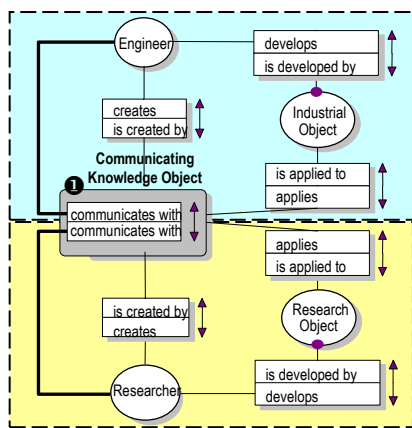 Engineer
develops
is developed by
creates
is created by
Industrial
Object
Communicating
Knowledge Object
1
is applied to
applies
communicates with
communicates with
applies
is applied to
is created by
creates
Research
Object
is developed by
develops
Researcher